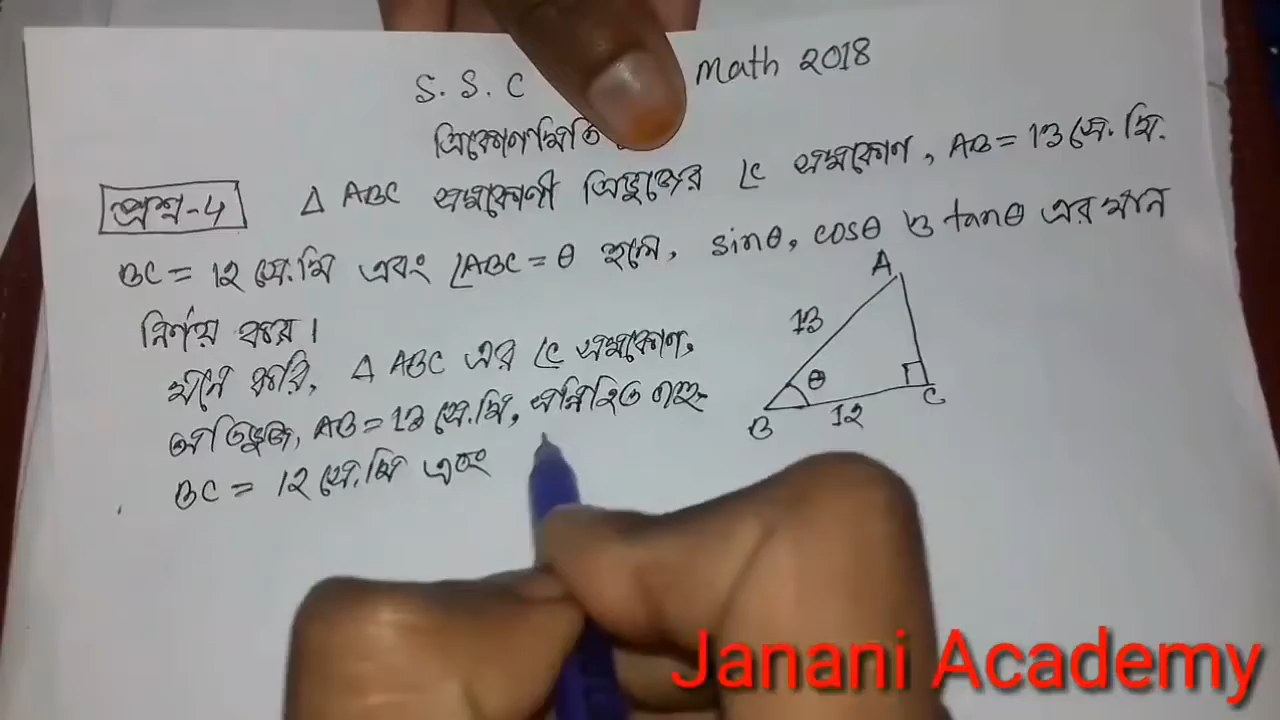 S. S. C Math 2018
ত্রিকোণমিতি
প্রশ্ন-4 △ ABC সমকোণী ত্রিভুজের ∠C সমকোণ, AB = 13 সে. মি.
BC = 12 সে.মি এবং ∠ABC = θ হলে, sinθ, cosθ ও tanθ এর মান
নির্ণয় কর।
মনে করি, △ ABC এর ∠C সমকোণ,
অতিভুজ, AB = 13 সে.মি, সন্নিহিত বাহু
BC = 12 সে.মি এবং
A
13
θ
B
12
C
Janani Academy